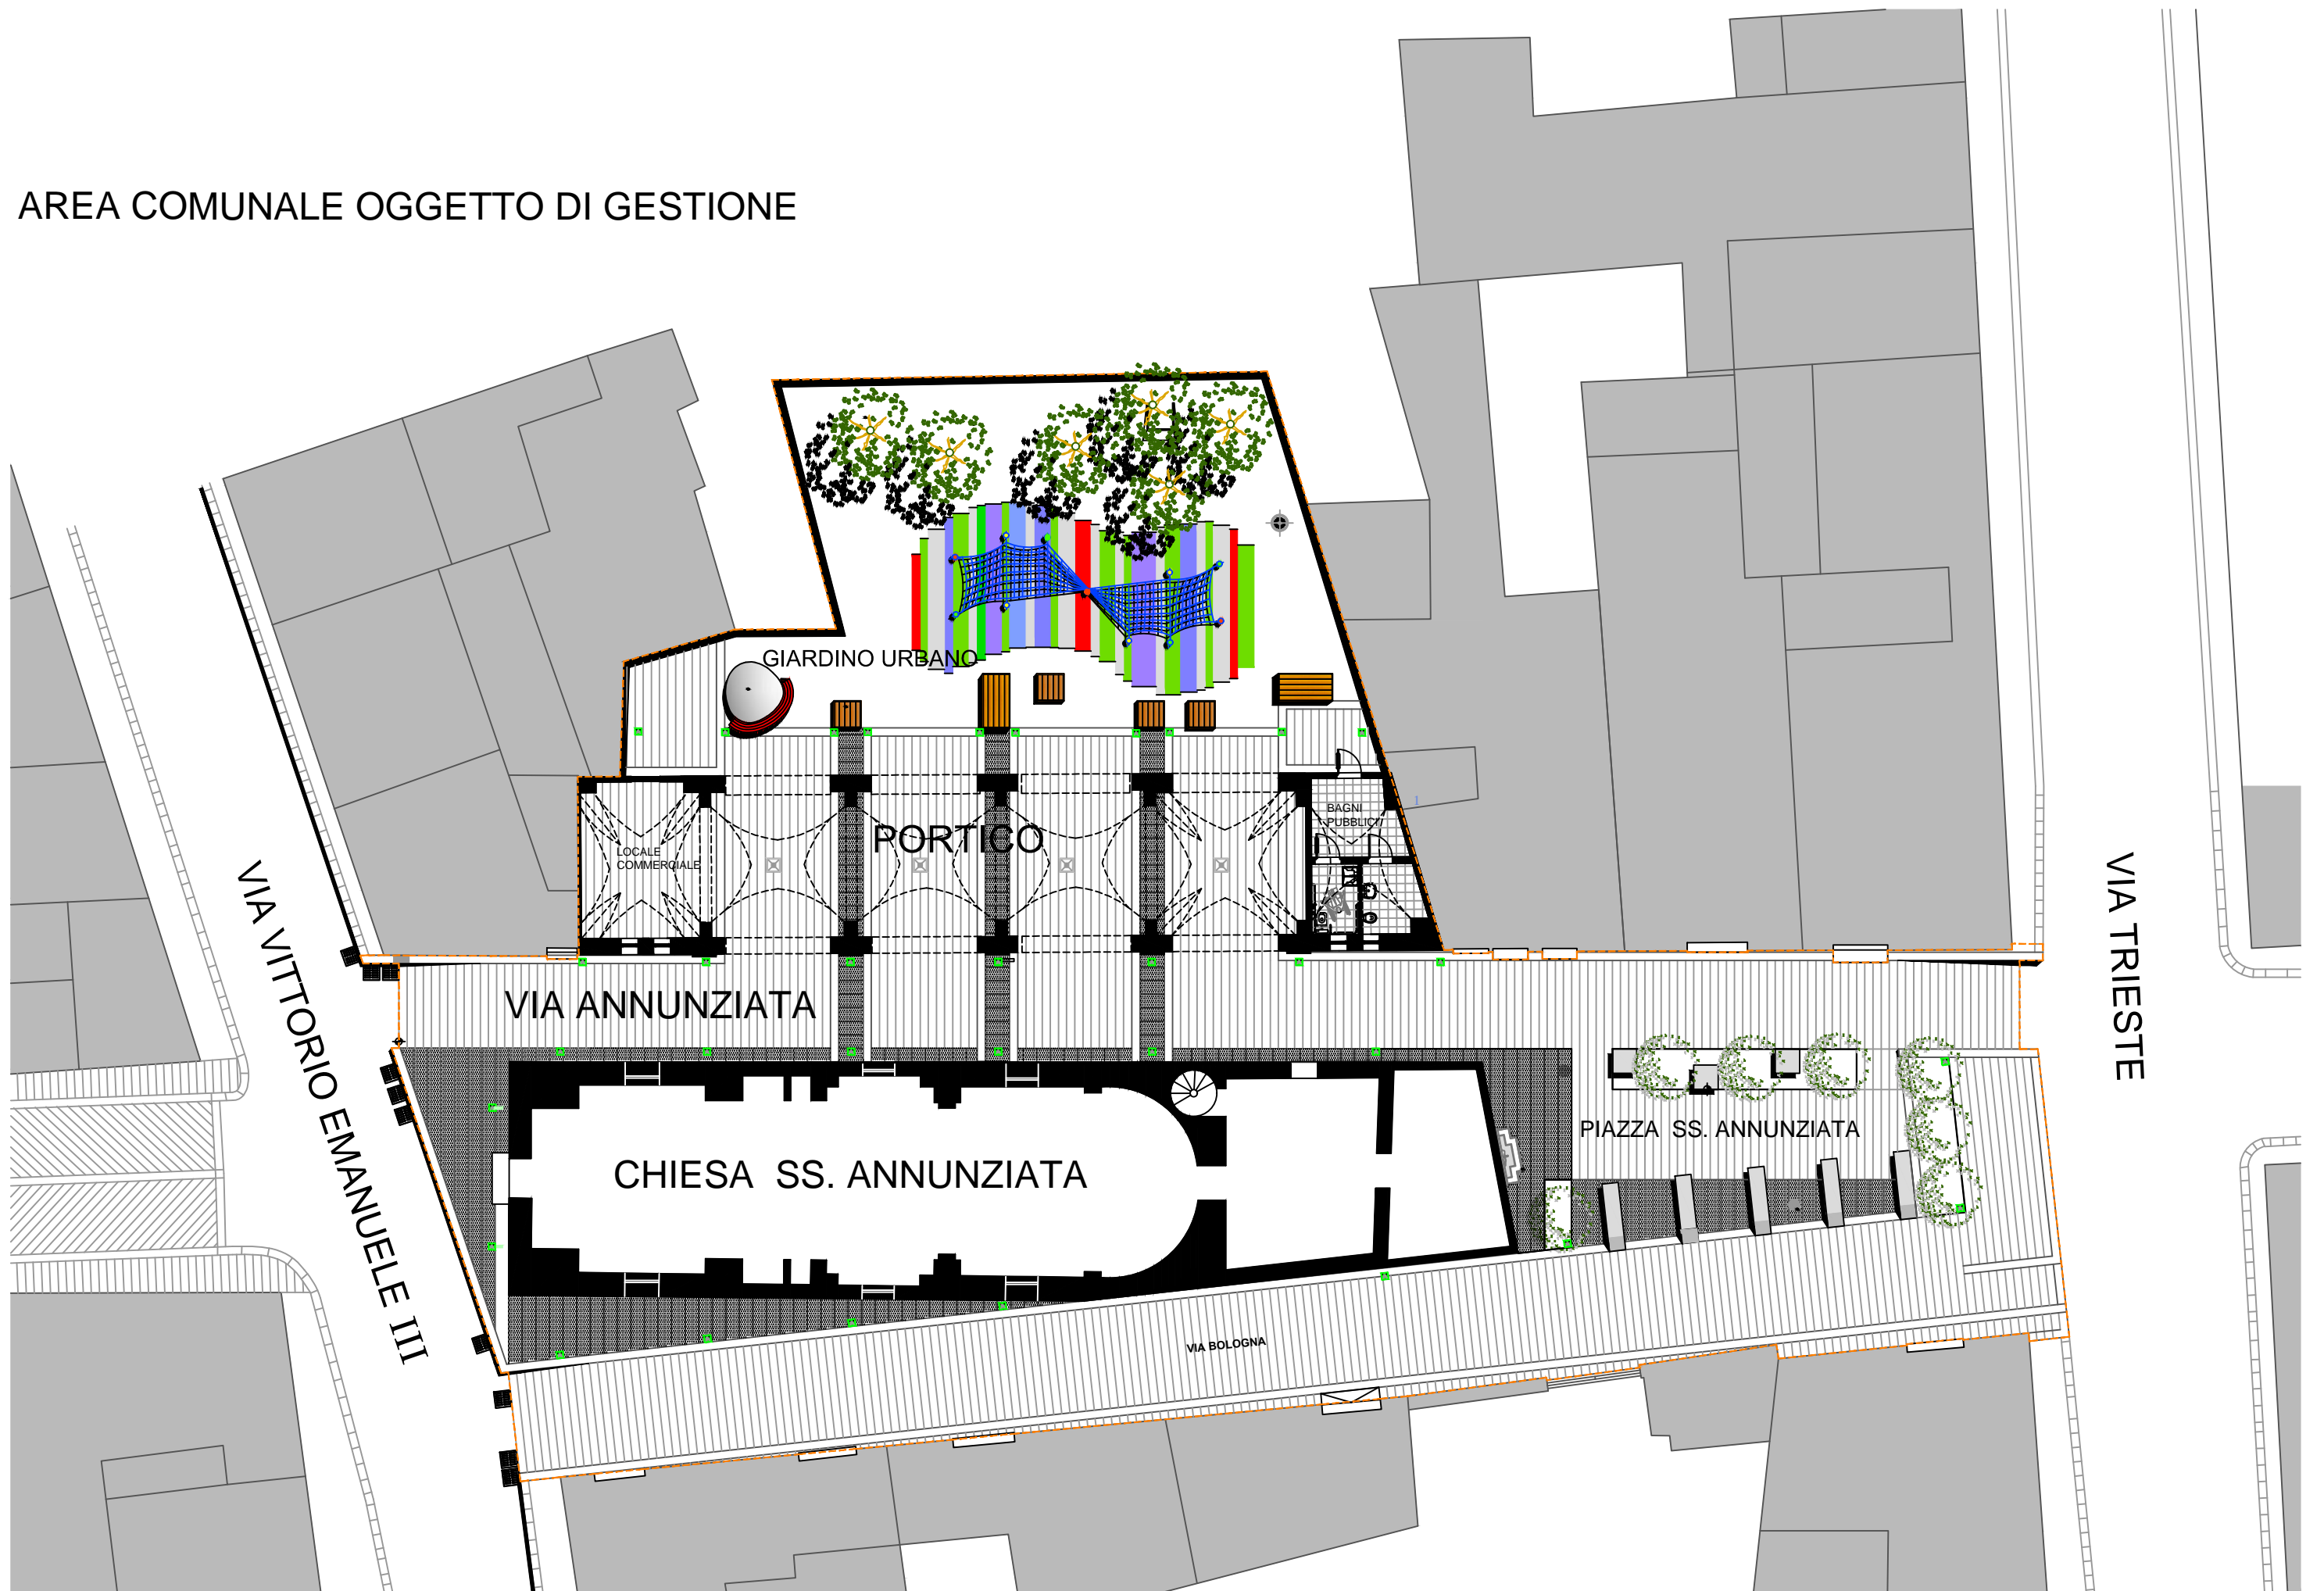 AREA COMUNALE OGGETTO DI GESTIONE
GIARDINO URBANO
BAGNI
PUBBLICI
1
PORTICO
LOCALE
COMMERCIALE
VIA VITTORIO EMANUELE III
VIA ANNUNZIATA
VIA TRIESTE
PIAZZA SS. ANNUNZIATA
CHIESA SS. ANNUNZIATA
VIA BOLOGNA